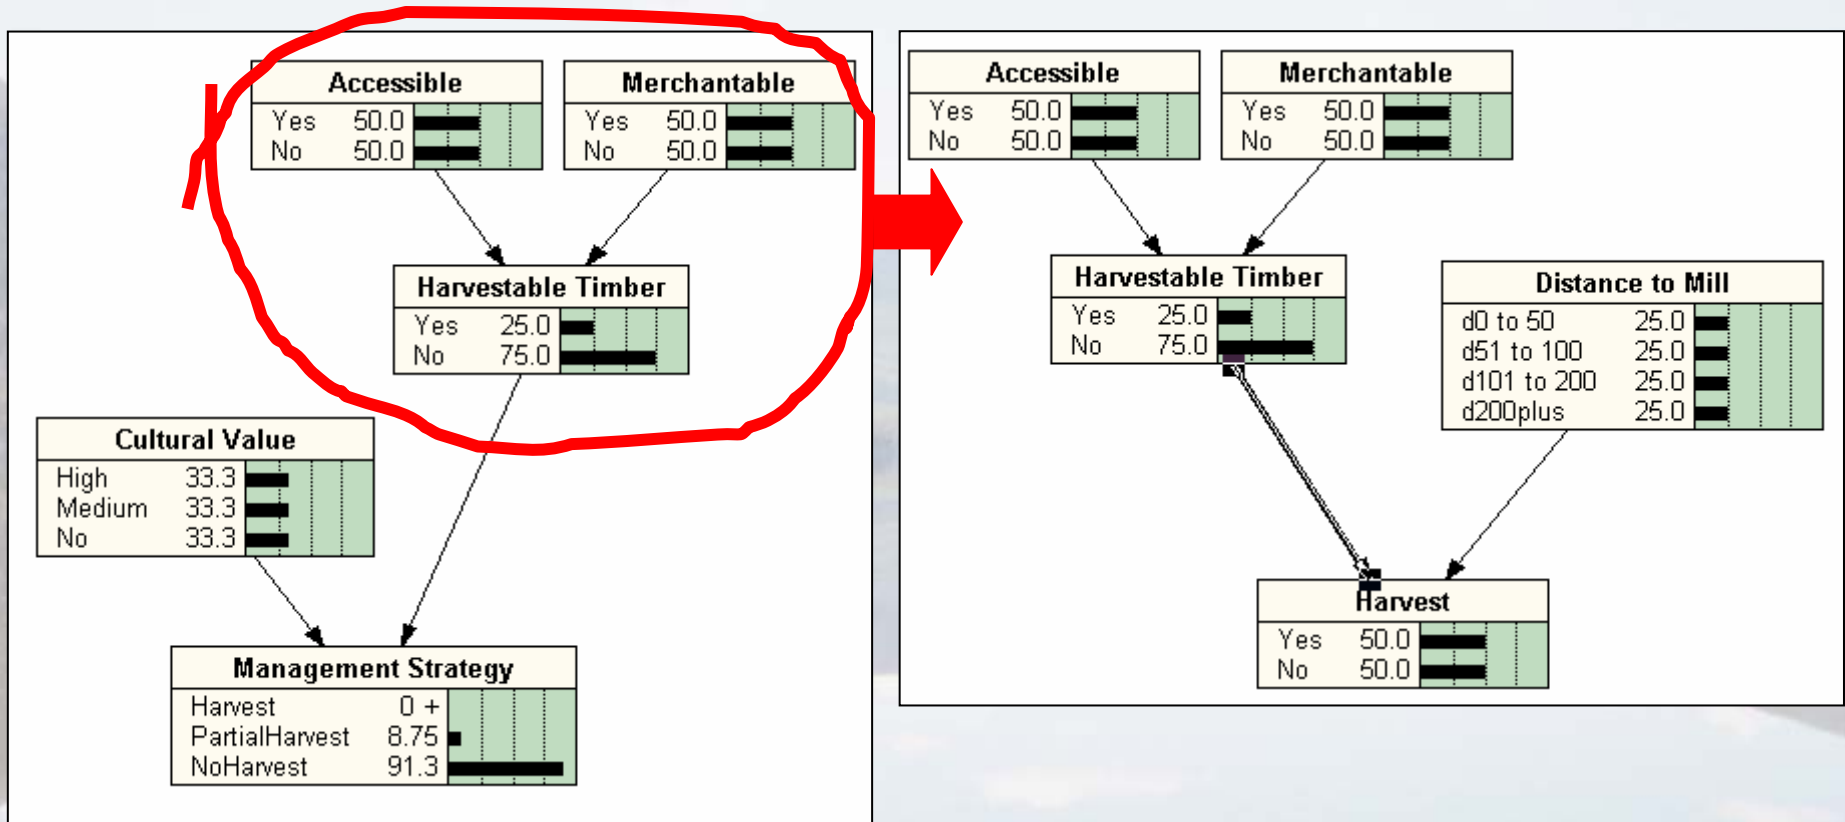 Accessible
Yes 50.0
No 50.0
Merchantable
Yes 50.0
No 50.0
Harvestable Timber
Yes 25.0
No 75.0
Cultural Value
High 33.3
Medium 33.3
No 33.3
Management Strategy
Harvest 0 +
PartialHarvest 8.75
NoHarvest 91.3
Accessible
Yes 50.0
No 50.0
Merchantable
Yes 50.0
No 50.0
Harvestable Timber
Yes 25.0
No 75.0
Distance to Mill
d0 to 50 25.0
d51 to 100 25.0
d101 to 200 25.0
d200plus 25.0
Harvest
Yes 50.0
No 50.0